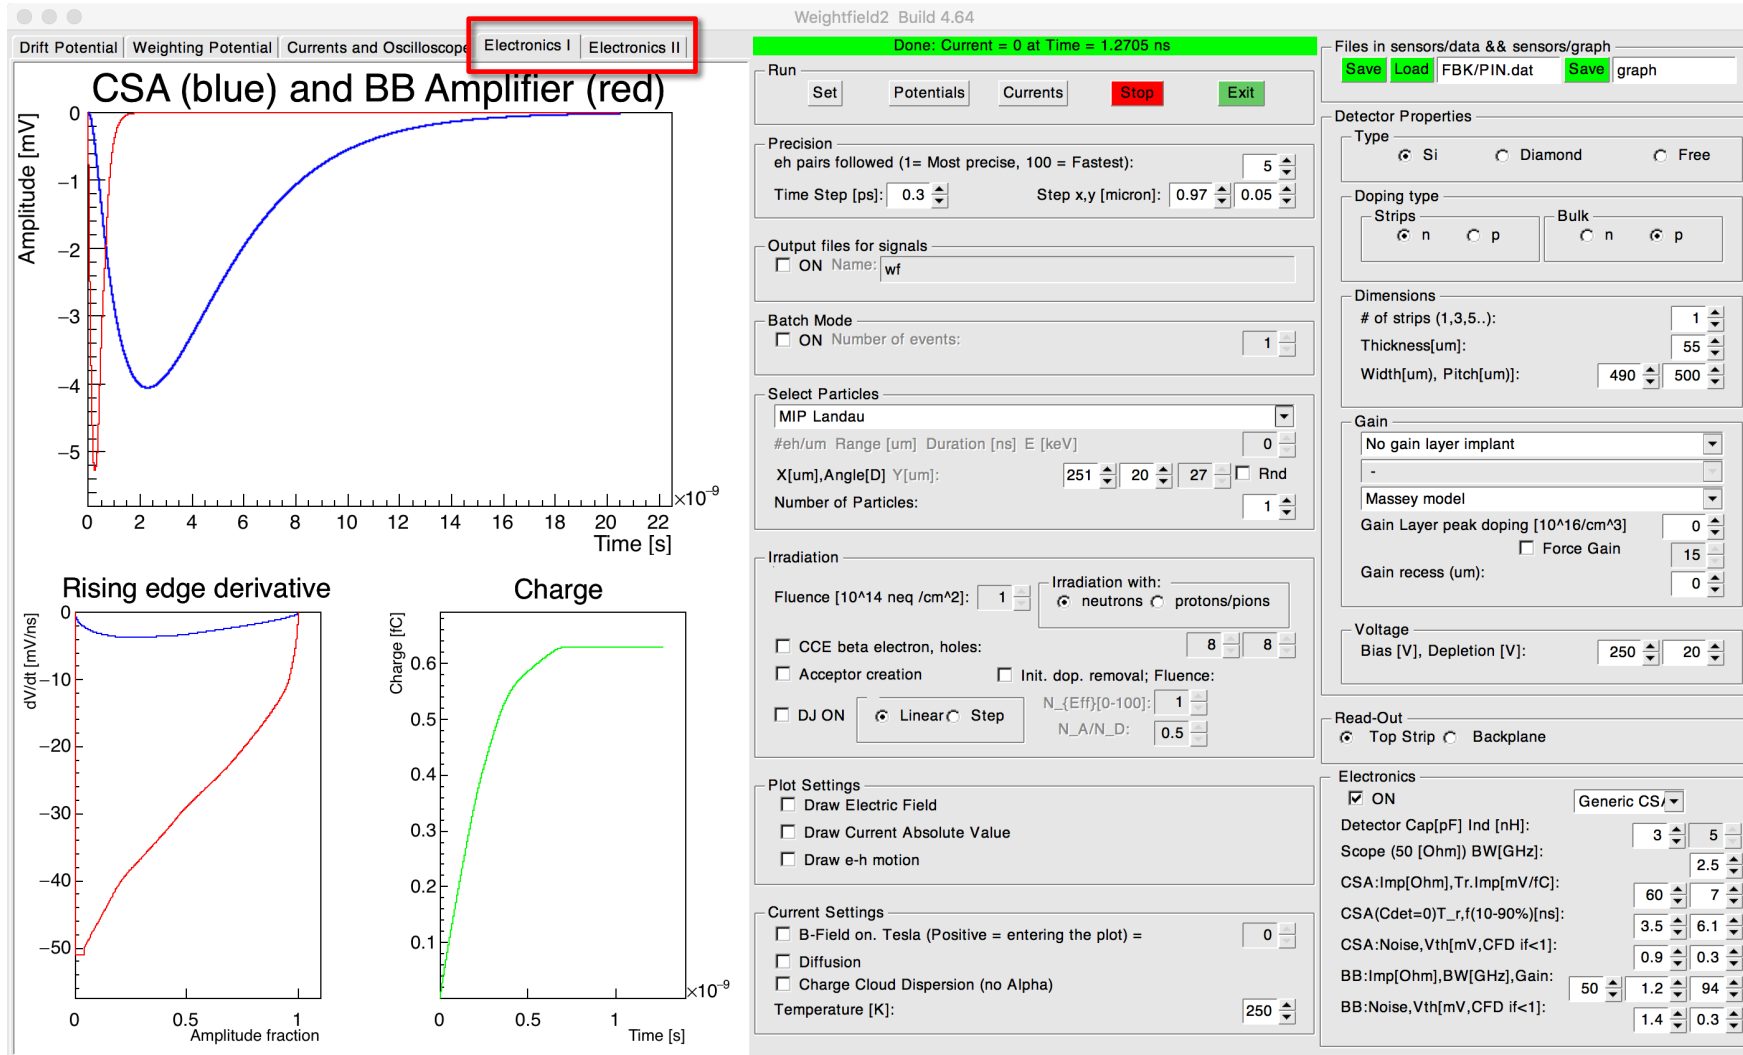 Weightfield2 Build 4.64
Drift Potential
Weighting Potential
Currents and Oscilloscope
Electronics I
Electronics II
CSA (blue) and BB Amplifier (red)
Amplitude [mV]
0
−1
−2
−3
−4
−5
0 2 4 6 8 10 12 14 16 18 20 22
×10⁻⁹
Time [s]
Rising edge derivative
dV/dt [mV/ns]
0
−10
−20
−30
−40
−50
0 0.5 1
Amplitude fraction
Charge
Charge [fC]
0.6
0.5
0.4
0.3
0.2
0.1
×10⁻⁹
0 0.5 1
Time [s]
Done: Current = 0 at Time = 1.2705 ns
Run
Set Potentials Currents Stop Exit
Precision
eh pairs followed (1= Most precise, 100 = Fastest): 5
Time Step [ps]: 0.3 Step x,y [micron]: 0.97 0.05
Output files for signals
ON Name: wf
Batch Mode
ON Number of events: 1
Select Particles
MIP Landau
#eh/um Range [um] Duration [ns] E [keV] 0
X[um],Angle[D] Y[um]: 251 20 27 Rnd
Number of Particles: 1
Irradiation
Fluence [10^14 neq /cm^2]: 1
Irradiation with:
neutrons protons/pions
CCE beta electron, holes: 8 8
Acceptor creation Init. dop. removal; Fluence:
DJ ON Linear Step
N_{Eff}[0-100]: 1
N_A/N_D: 0.5
Plot Settings
Draw Electric Field
Draw Current Absolute Value
Draw e-h motion
Current Settings
B-Field on. Tesla (Positive = entering the plot) = 0
Diffusion
Charge Cloud Dispersion (no Alpha)
Temperature [K]: 250
Files in sensors/data && sensors/graph
Save Load FBK/PIN.dat Save graph
Detector Properties
Type
Si Diamond Free
Doping type
Strips
n p
Bulk
n p
Dimensions
# of strips (1,3,5..): 1
Thickness[um]: 55
Width[um), Pitch[um)]: 490 500
Gain
No gain layer implant
-
Massey model
Gain Layer peak doping [10^16/cm^3] 0
Force Gain 15
Gain recess (um): 0
Voltage
Bias [V], Depletion [V]: 250 20
Read-Out
Top Strip Backplane
Electronics
ON Generic CSA
Detector Cap[pF] Ind [nH]: 3 5
Scope (50 [Ohm]) BW[GHz]: 2.5
CSA:Imp[Ohm],Tr.Imp[mV/fC]: 60 7
CSA(Cdet=0)T_r,f(10-90%)[ns]: 3.5 6.1
CSA:Noise,Vth[mV,CFD if<1]: 0.9 0.3
BB:Imp[Ohm],BW[GHz],Gain: 50 1.2 94
BB:Noise,Vth[mV,CFD if<1]: 1.4 0.3